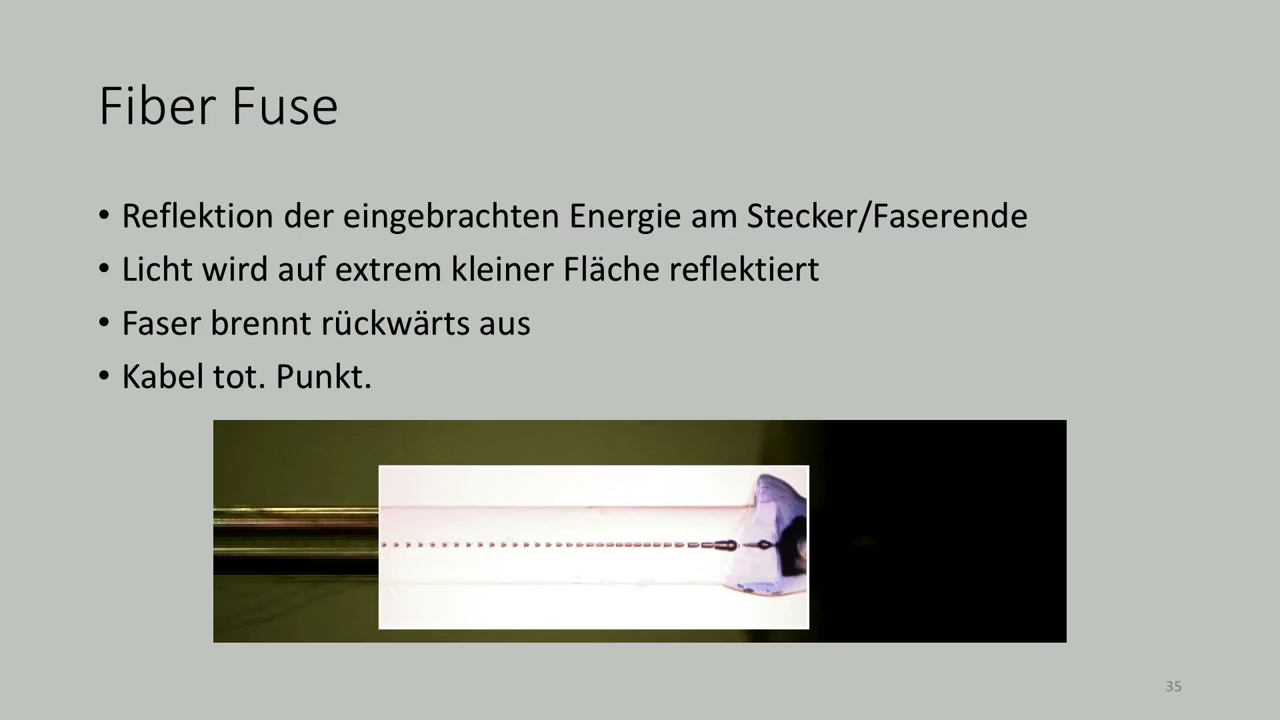 Fiber Fuse
• Reflektion der eingebrachten Energie am Stecker/Faserende
• Licht wird auf extrem kleiner Fläche reflektiert
• Faser brennt rückwärts aus
• Kabel tot. Punkt.
35